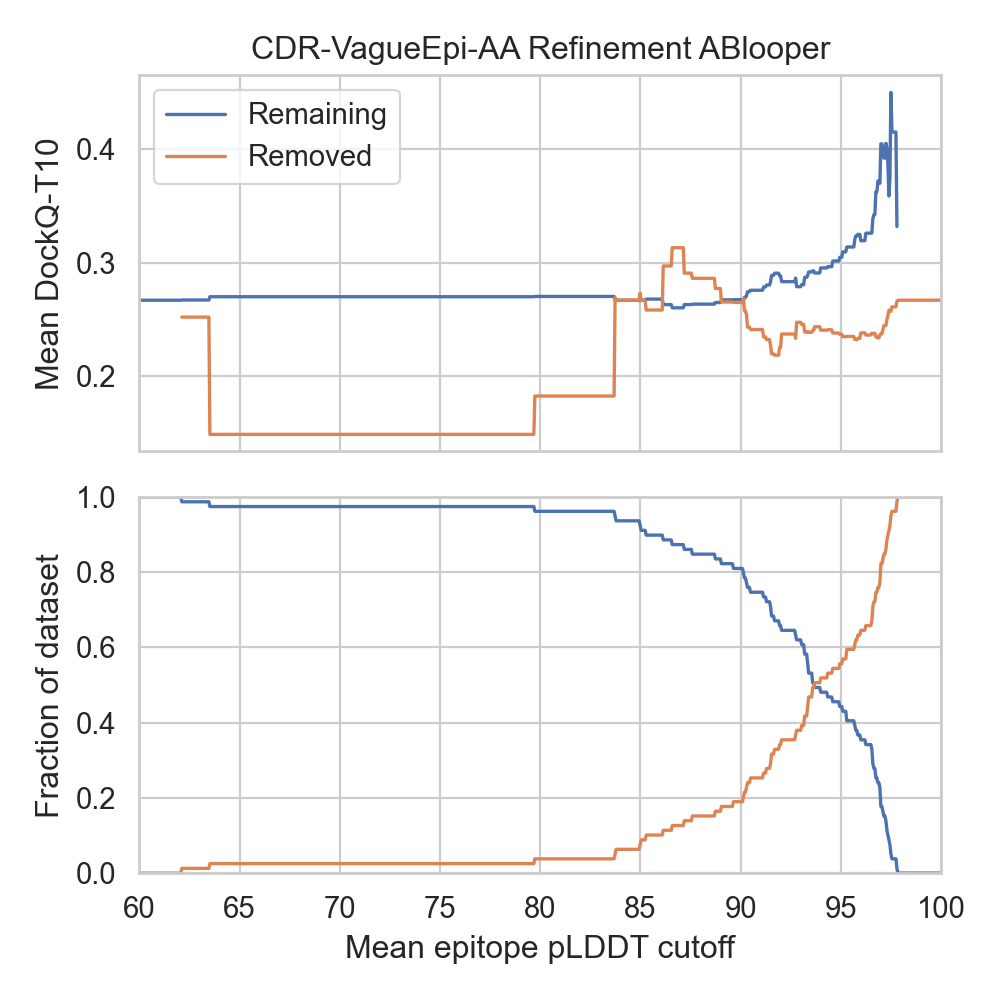 CDR-VagueEpi-AA Refinement ABlooper
Remaining
Removed
Mean DockQ-T10
0.4
0.3
0.2
Fraction of dataset
1.0
0.8
0.6
0.4
0.2
0.0
60 65 70 75 80 85 90 95 100
Mean epitope pLDDT cutoff